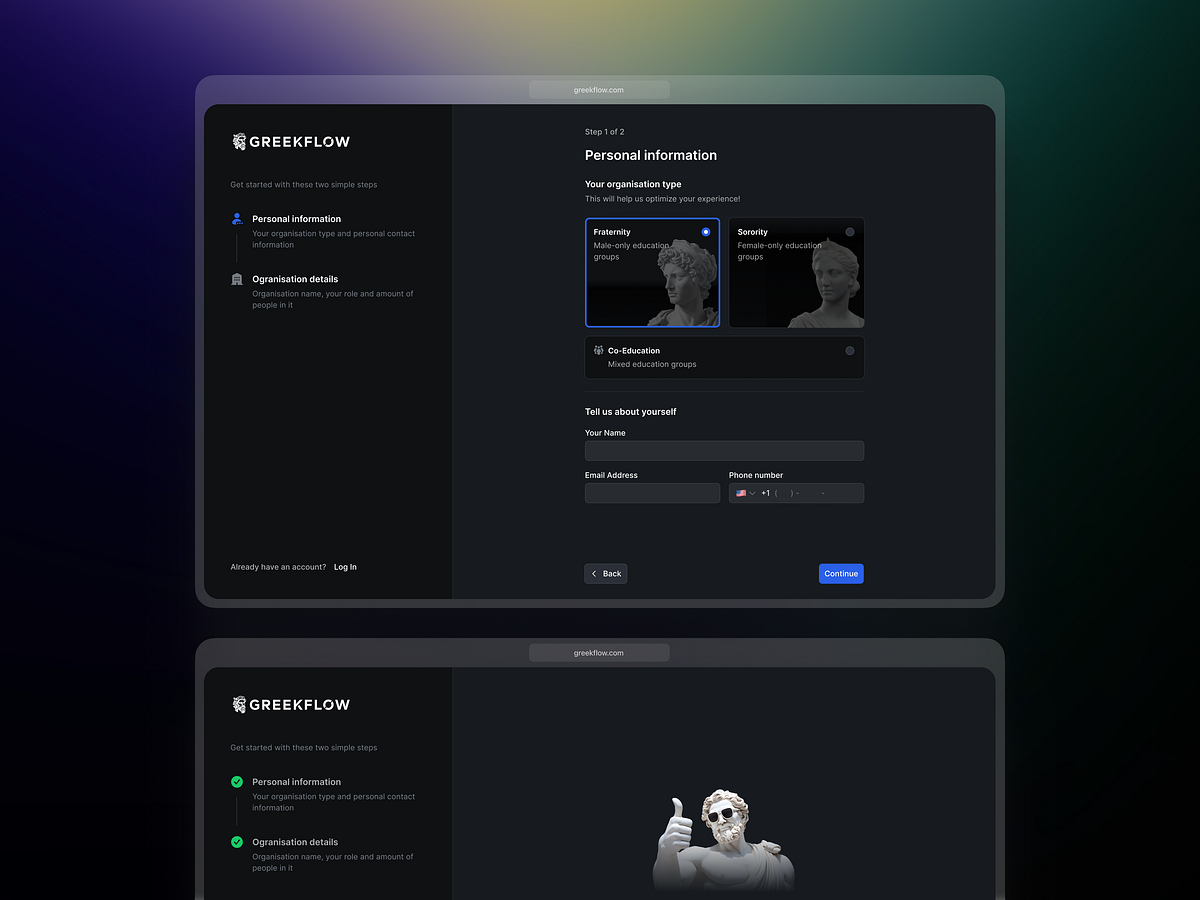 greekflow.com
GREEKFLOW
Get started with these two simple steps
Personal information
Your organisation type and personal contact
information
Ogranisation details
Organisation name, your role and amount of
people in it
Already have an account? Log In
Step 1 of 2
Personal information
Your organisation type
This will help us optimize your experience!
Fraternity
Male-only education
groups
Sorority
Female-only education
groups
Co-Education
Mixed education groups
Tell us about yourself
Your Name
Email Address
Phone number
+1 ( ) - -
Back
Continue
greekflow.com
GREEKFLOW
Get started with these two simple steps
Personal information
Your organisation type and personal contact
information
Ogranisation details
Organisation name, your role and amount of
people in it